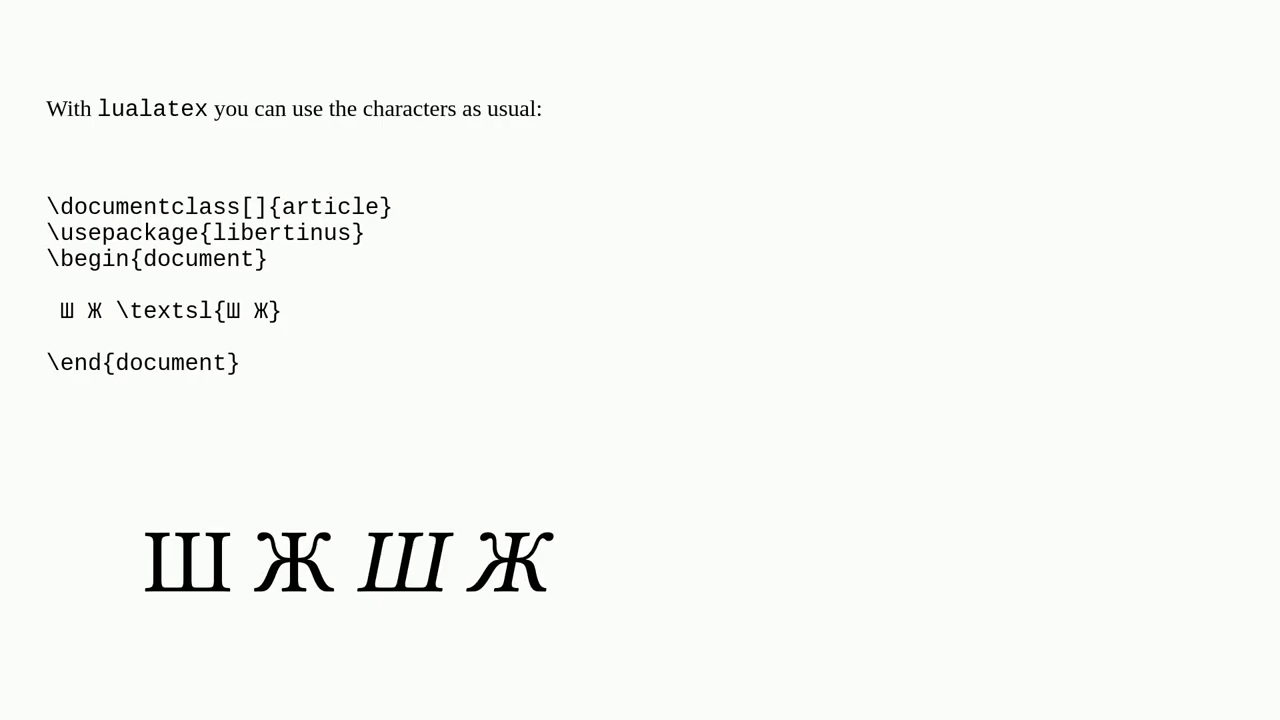 With lualatex you can use the characters as usual:
\documentclass[]{article}
\usepackage{libertinus}
\begin{document}
Ш Ж \textsl{Ш Ж}
\end{document}
Ш Ж Ш Ж